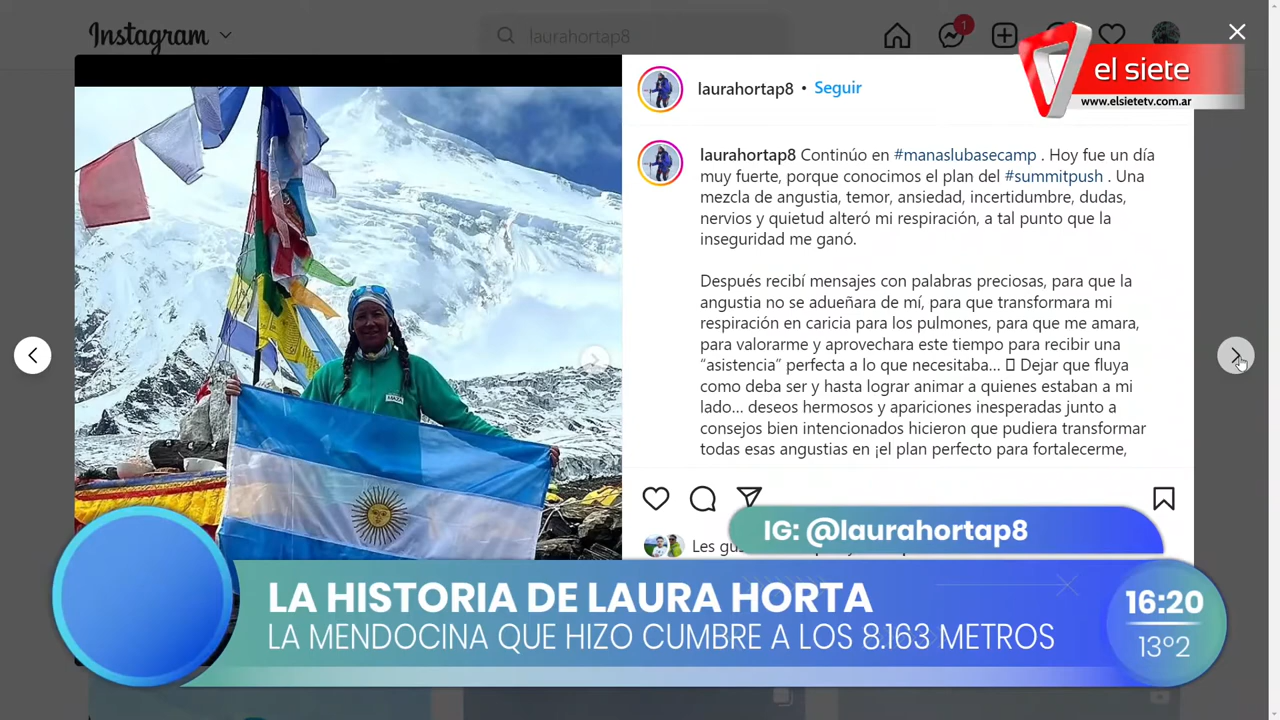 Instagram
laurahortap8
1
el siete
www.elsietetv.com.ar
laurahortap8 • Seguir
laurahortap8 Continúo en #manaslubasecamp . Hoy fue un día
muy fuerte, porque conocimos el plan del #summitpush . Una
mezcla de angustia, temor, ansiedad, incertidumbre, dudas,
nervios y quietud alteró mi respiración, a tal punto que la
inseguridad me ganó.
Después recibí mensajes con palabras preciosas, para que la
angustia no se adueñara de mí, para que transformara mi
respiración en caricia para los pulmones, para que me amara,
para valorarme y aprovechara este tiempo para recibir una
“asistencia” perfecta a lo que necesitaba... Dejar que fluya
como deba ser y hasta lograr animar a quienes estaban a mi
lado... deseos hermosos y apariciones inesperadas junto a
consejos bien intencionados hicieron que pudiera transformar
todas esas angustias en ¡el plan perfecto para fortalecerme,
Les
IG: @laurahortap8
LA HISTORIA DE LAURA HORTA
LA MENDOCINA QUE HIZO CUMBRE A LOS 8.163 METROS
16:20
13°2